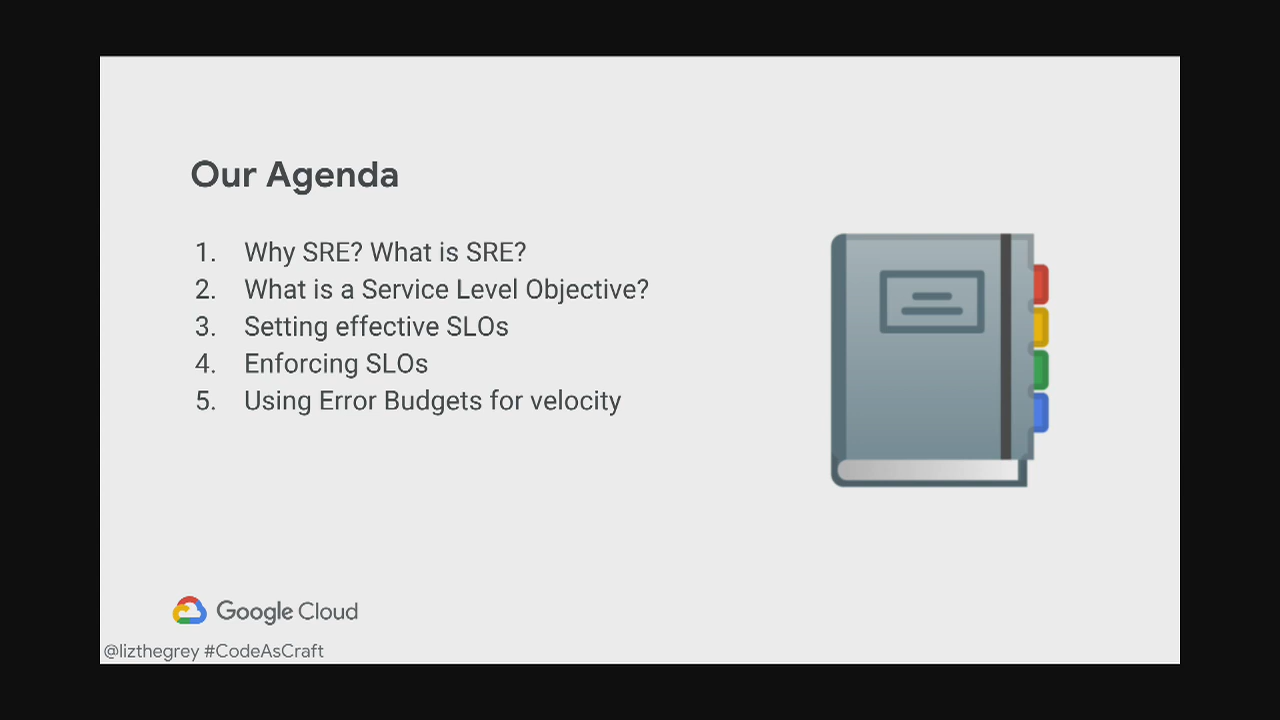 Our Agenda
1. Why SRE? What is SRE?
2. What is a Service Level Objective?
3. Setting effective SLOs
4. Enforcing SLOs
5. Using Error Budgets for velocity
Google Cloud
@lizthegrey #CodeAsCraft